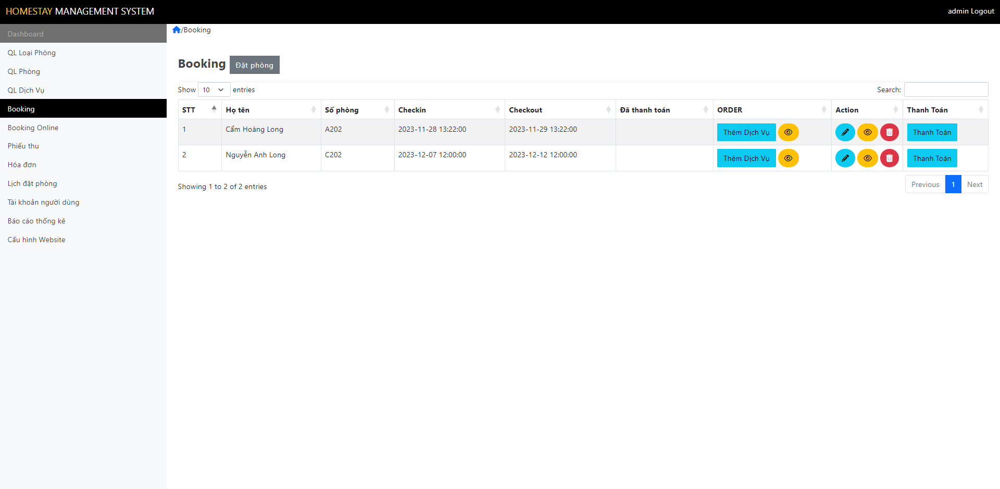 HOMESTAY MANAGEMENT SYSTEM
admin Logout
Dashboard
QL Loại Phòng
QL Phòng
QL Dịch Vụ
Booking
Booking Online
Phiếu thu
Hóa đơn
Lịch đặt phòng
Tài khoản người dùng
Báo cáo thống kê
Cấu hình Website
/Booking
Booking Đặt phòng
Show 10 entries
Search:
STT Họ tên Số phòng Checkin Checkout Đã thanh toán ORDER Action Thanh Toán
1 Cẩm Hoàng Long A202 2023-11-28 13:22:00 2023-11-29 13:22:00 Thêm Dịch Vụ Thanh Toán
2 Nguyễn Anh Long C202 2023-12-07 12:00:00 2023-12-12 12:00:00 Thêm Dịch Vụ Thanh Toán
Showing 1 to 2 of 2 entries
Previous 1 Next